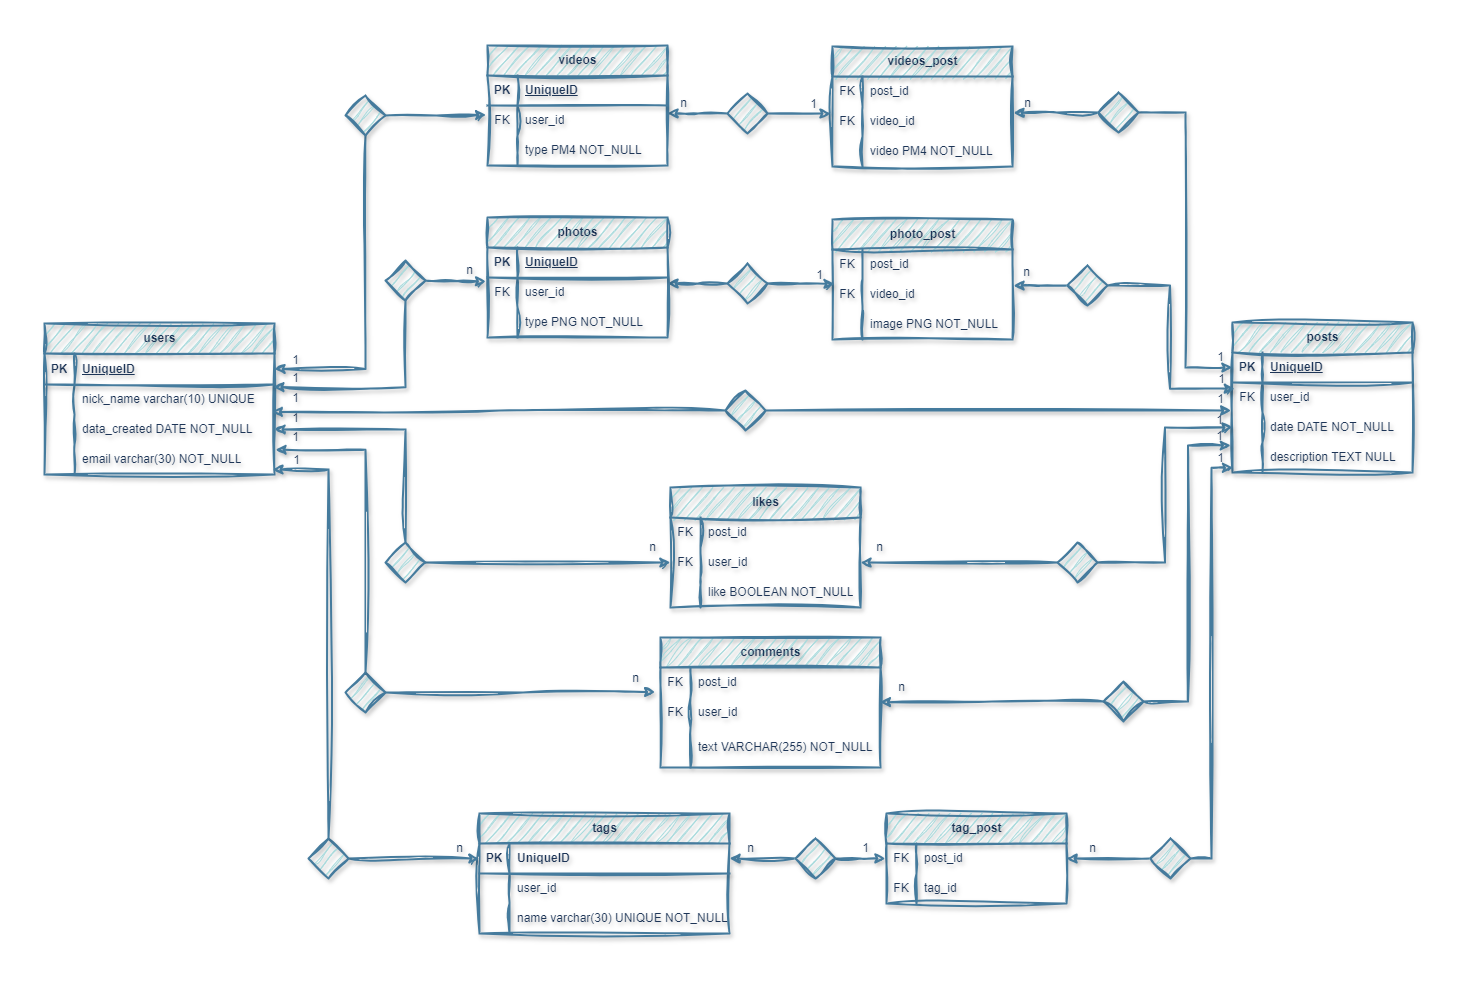 videos
PK UniqueID
FK user_id
type PM4 NOT_NULL
n
1
videos_post
FK post_id
FK video_id
video PM4 NOT_NULL
n
photos
PK UniqueID
FK user_id
type PNG NOT_NULL
n
1
photo_post
FK post_id
FK video_id
image PNG NOT_NULL
n
users
PK UniqueID
nick_name varchar(10) UNIQUE
data_created DATE NOT_NULL
email varchar(30) NOT_NULL
1
1
1
1
1
1
posts
PK UniqueID
FK user_id
date DATE NOT_NULL
description TEXT NULL
1
1
1
1
1
1
likes
FK post_id
FK user_id
like BOOLEAN NOT_NULL
n
n
comments
FK post_id
FK user_id
text VARCHAR(255) NOT_NULL
n
n
tags
PK UniqueID
user_id
name varchar(30) UNIQUE NOT_NULL
n
n
1
tag_post
FK post_id
FK tag_id
n